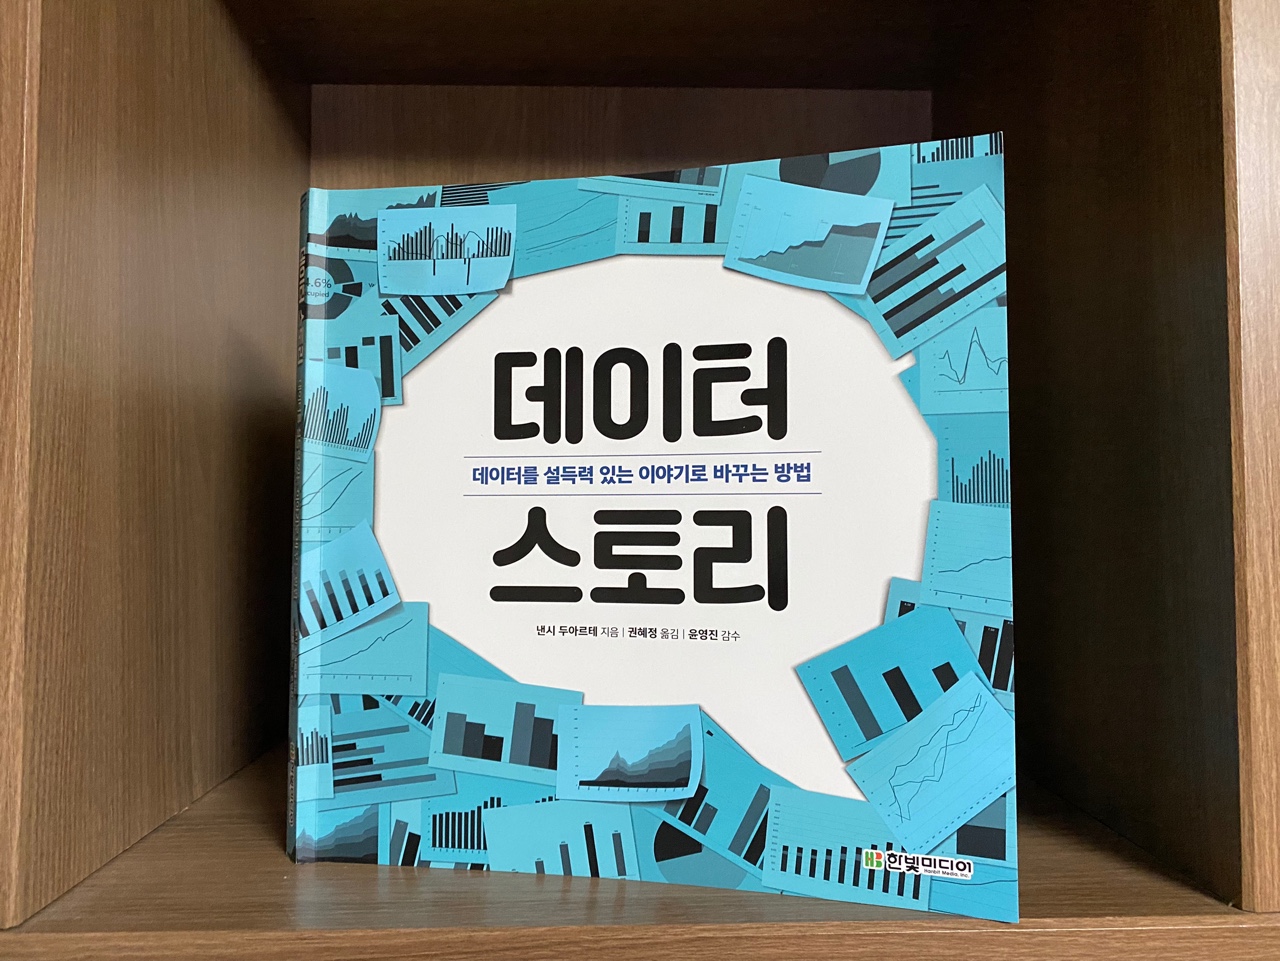 데이터
데이터를 설득력 있는 이야기로 바꾸는 방법
스토리
낸시 두아르테 지음 | 권혜정 옮김 | 윤영진 감수
HB 한빛미디어
Hanbit Media, Inc.